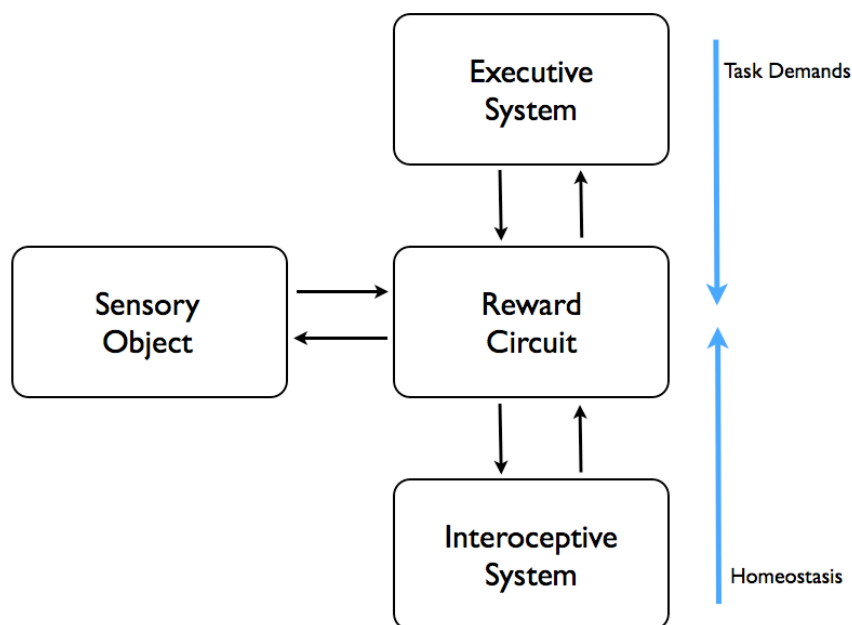 Executive
System
Task Demands
Sensory
Object
Reward
Circuit
Interoceptive
System
Homeostasis